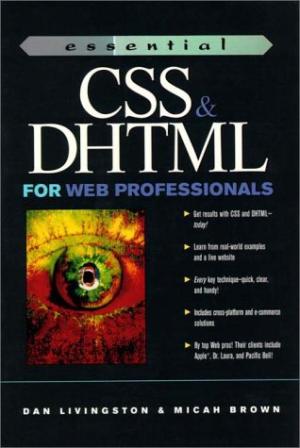 essential
CSS &
DHTML
FOR WEB PROFESSIONALS
Get results with CSS and DHTML—
today!
Learn from real-world examples
and a live website
Every key technique—quick, clear,
and handy!
Includes cross-platform and e-commerce
solutions
By top Web pros! Their clients include
Apple®, Dr. Laura, and Pacific Bell!
DAN LIVINGSTON & MICAH BROWN